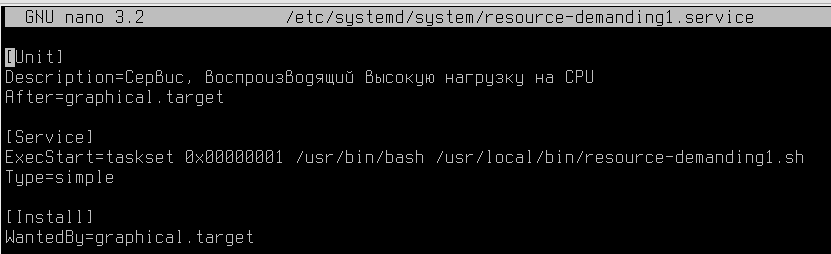 GNU nano 3.2 /etc/systemd/system/resource-demanding1.service
[Unit]
Description=Сервис, воспроизводящий высокую нагрузку на CPU
After=graphical.target
[Service]
ExecStart=taskset 0x00000001 /usr/bin/bash /usr/local/bin/resource-demanding1.sh
Type=simple
[Install]
WantedBy=graphical.target